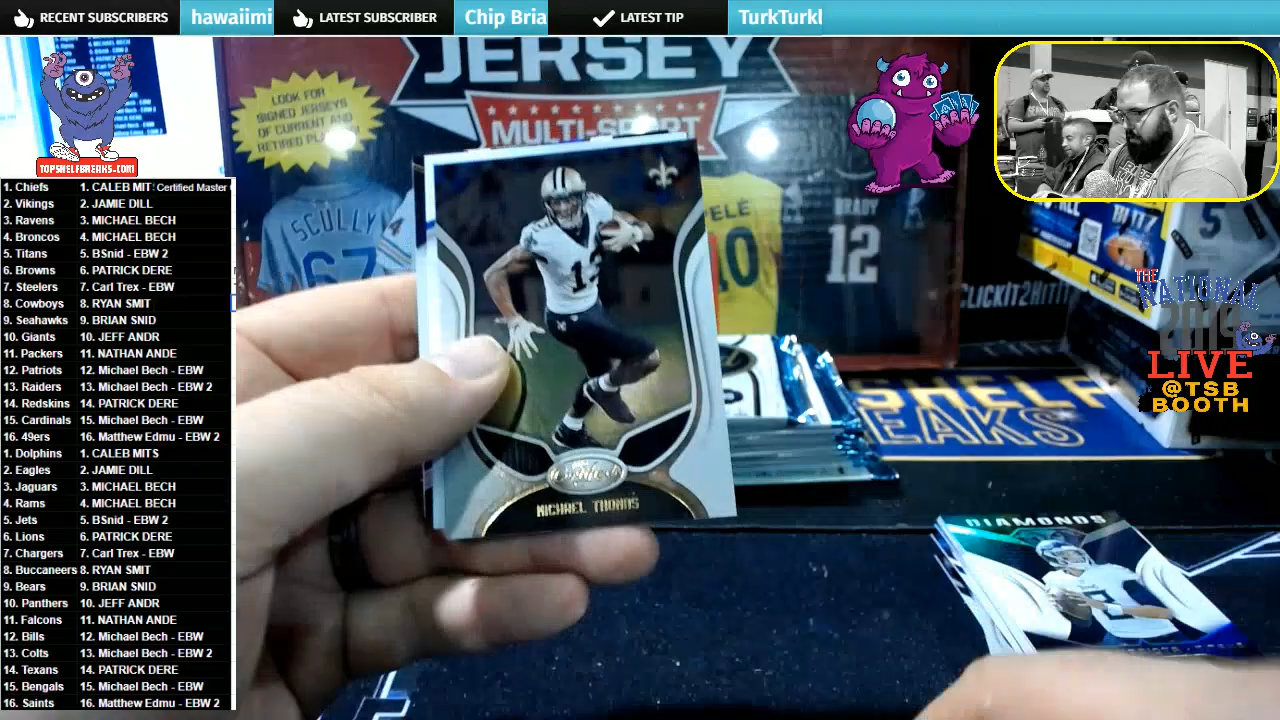 RECENT SUBSCRIBERS
hawaiimi
LATEST SUBSCRIBER
Chip Bria
LATEST TIP
TurkTurkl
TOPSHELFBREAKS.COM
1. Chiefs 1. CALEB MIT: Certified Master
2. Vikings 2. JAMIE DILL
3. Ravens 3. MICHAEL BECH
4. Broncos 4. MICHAEL BECH
5. Titans 5. BSnid - EBW 2
6. Browns 6. PATRICK DERE
7. Steelers 7. Carl Trex - EBW
8. Cowboys 8. RYAN SMIT
9. Seahawks 9. BRIAN SNID
10. Giants 10. JEFF ANDR
11. Packers 11. NATHAN ANDE
12. Patriots 12. Michael Bech - EBW
13. Raiders 13. Michael Bech - EBW 2
14. Redskins 14. PATRICK DERE
15. Cardinals 15. Michael Bech - EBW
16. 49ers 16. Matthew Edmu - EBW 2
1. Dolphins 1. CALEB MITS
2. Eagles 2. JAMIE DILL
3. Jaguars 3. MICHAEL BECH
4. Rams 4. MICHAEL BECH
5. Jets 5. BSnid - EBW 2
6. Lions 6. PATRICK DERE
7. Chargers 7. Carl Trex - EBW
8. Buccaneers 8. RYAN SMIT
9. Bears 9. BRIAN SNID
10. Panthers 10. JEFF ANDR
11. Falcons 11. NATHAN ANDE
12. Bills 12. Michael Bech - EBW
13. Colts 13. Michael Bech - EBW 2
14. Texans 14. PATRICK DERE
15. Bengals 15. Michael Bech - EBW
16. Saints 16. Matthew Edmu - EBW 2
JERSEY
MULTI-SPORT
LOOK FOR
SIGNED JERSEYS
OF CURRENT AND
RETIRED
SCULLY
67
PELÉ
10
BRADY
12
CLICKIT2HITIT
5
BLITZ
SHELF
EAKS
THE
NATIONAL
2019
LIVE
@TSB
BOOTH
13
Certified
MICHAEL THOMAS
DIAMONDS